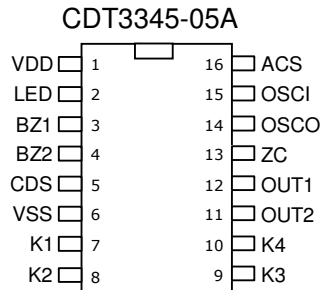 CDT3345-05A
VDD 1 16 ACS
LED 2 15 OSCI
BZ1 3 14 OSCO
BZ2 4 13 ZC
CDS 5 12 OUT1
VSS 6 11 OUT2
K1 7 10 K4
K2 8 9 K3